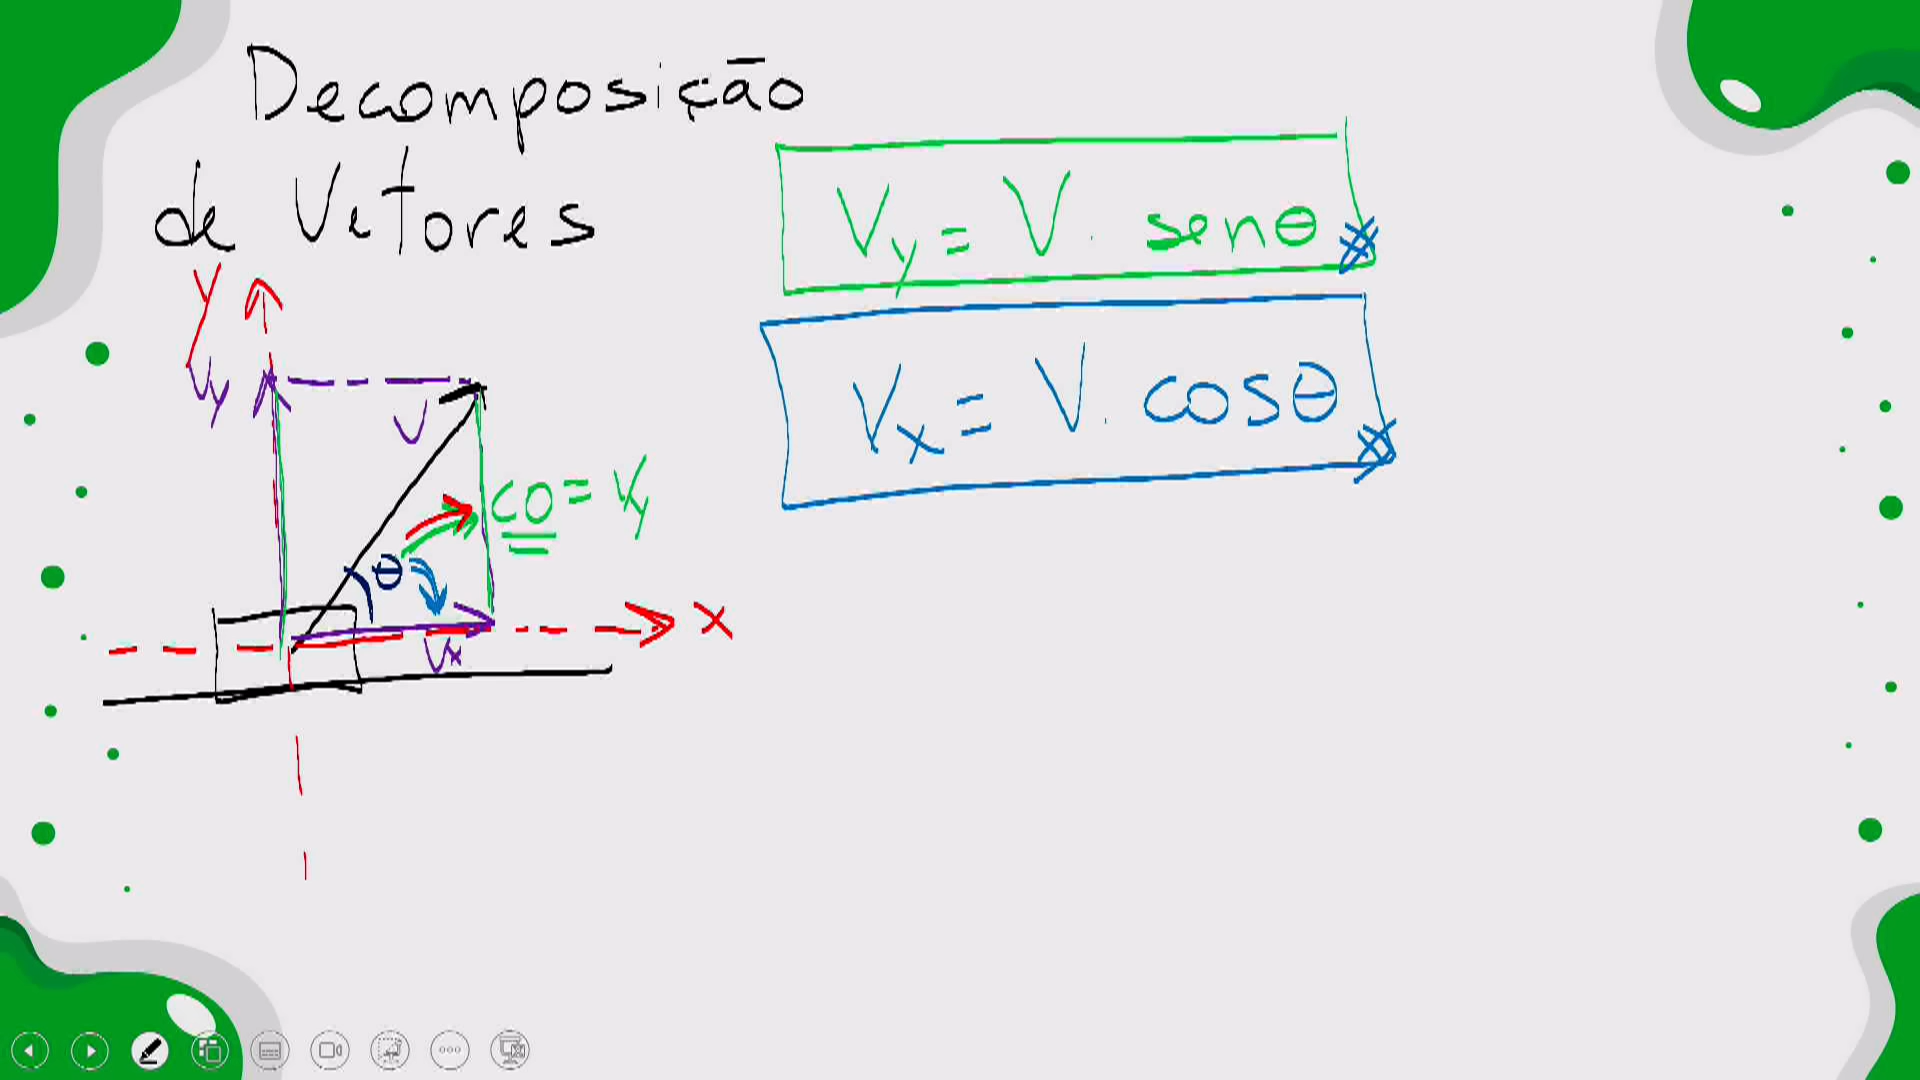 Decomposição
de Vetores
Vy = V. senθ
Vx = V. cosθ
y
Vy
V
CO = Vy
θ
x
Vx